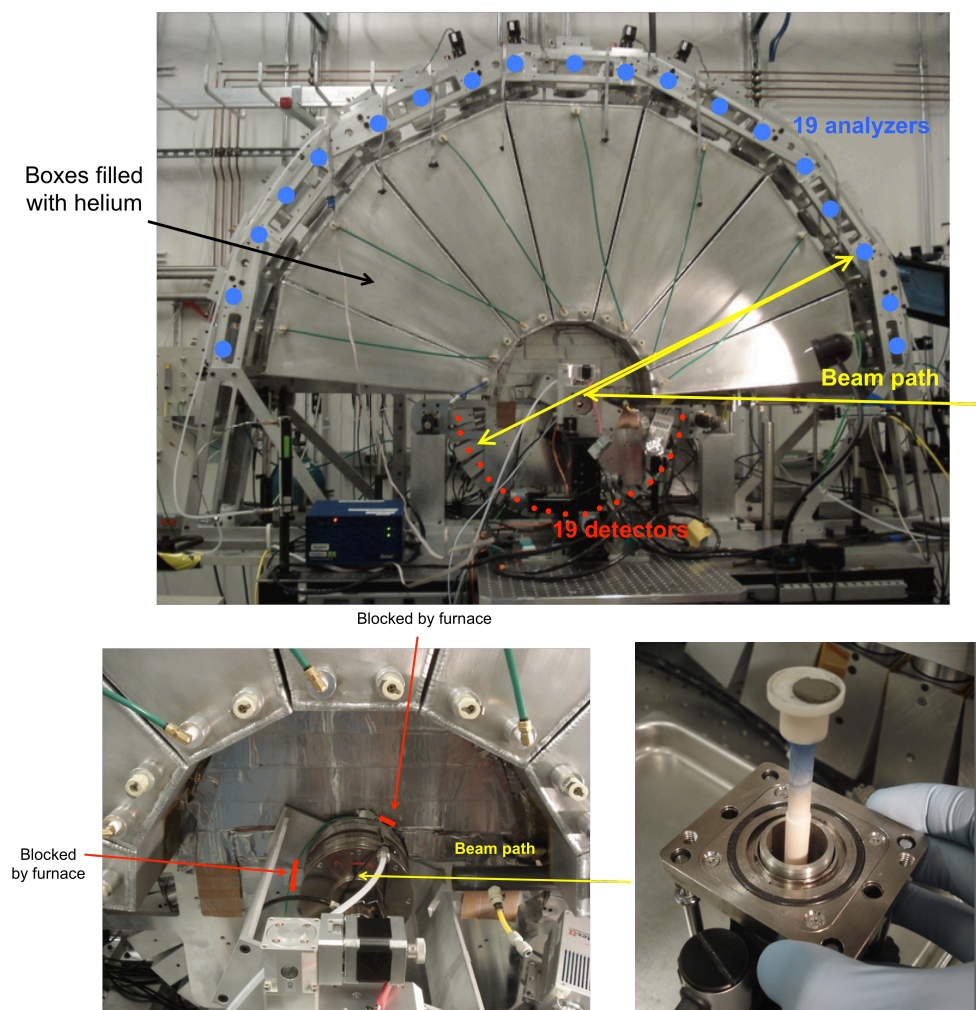 19 analyzers
Boxes filled
with helium
Beam path
19 detectors
Blocked by furnace
Beam path
Blocked
by furnace